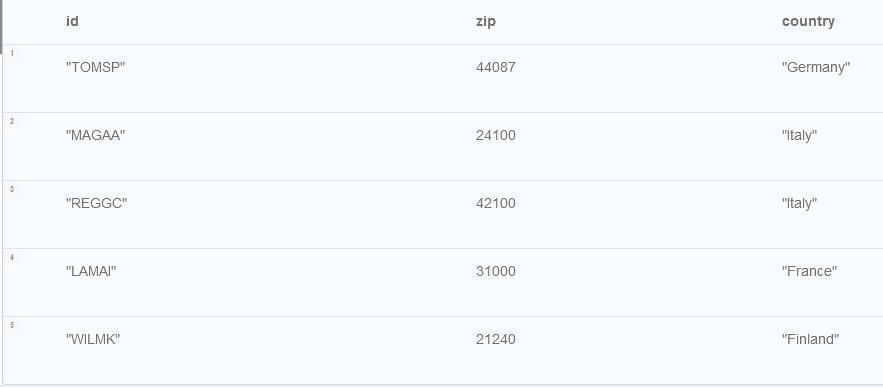 id zip country
1
"TOMSP" 44087 "Germany"
2
"MAGAA" 24100 "Italy"
3
"REGGC" 42100 "Italy"
4
"LAMAI" 31000 "France"
5
"WILMK" 21240 "Finland"